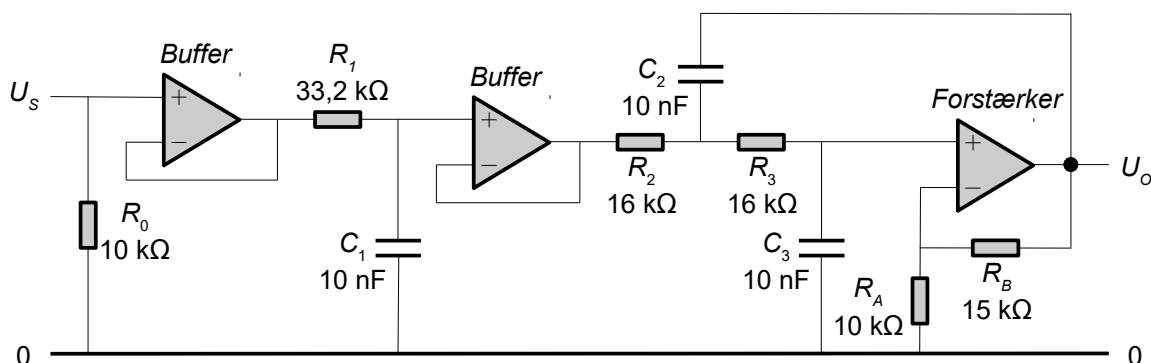 Buffer
R1
33,2 kΩ
Buffer
C2
10 nF
Forstærker
US
+
−
+
−
+
−
R2
16 kΩ
R3
16 kΩ
UO
R0
10 kΩ
C1
10 nF
C3
10 nF
RA
10 kΩ
RB
15 kΩ
0
0